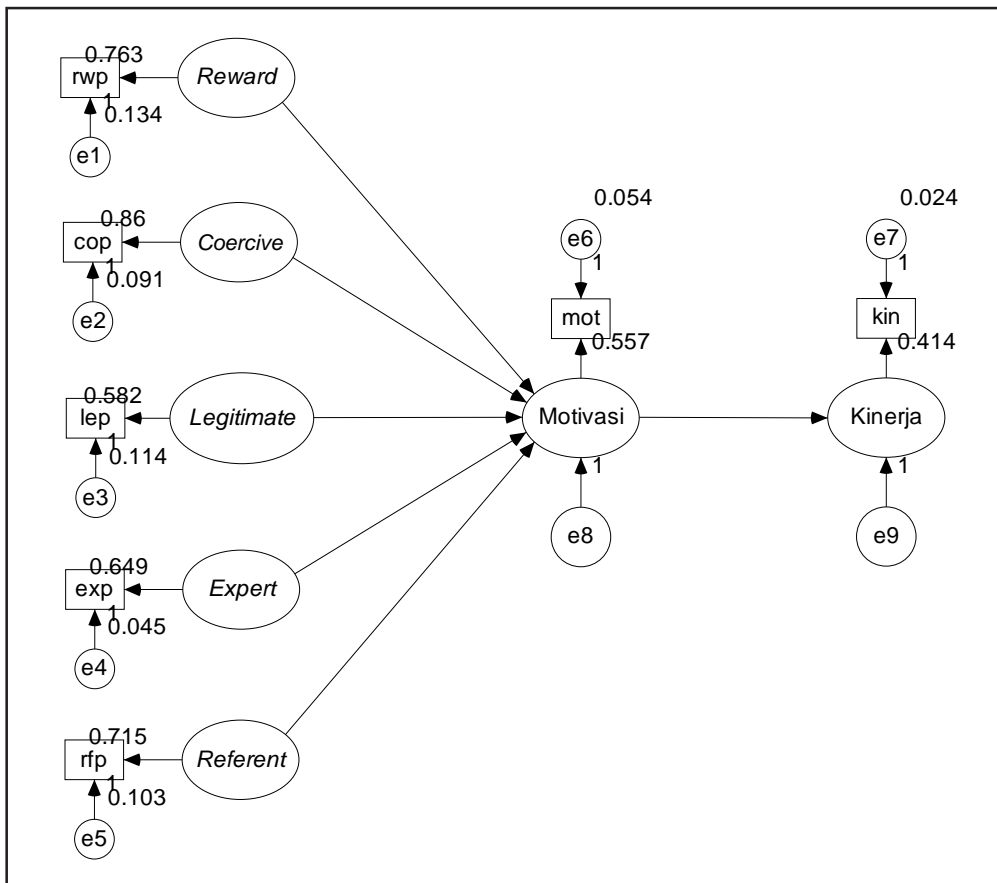 0.763
rwp
Reward
1
0.134
e1
0.86
cop
Coercive
1
0.091
e2
0.054
e6
1
mot
0.557
0.024
e7
1
kin
0.414
0.582
lep
Legitimate
1
0.114
e3
Motivasi
1
e8
Kinerja
1
e9
0.649
exp
Expert
1
0.045
e4
0.715
rfp
Referent
1
0.103
e5